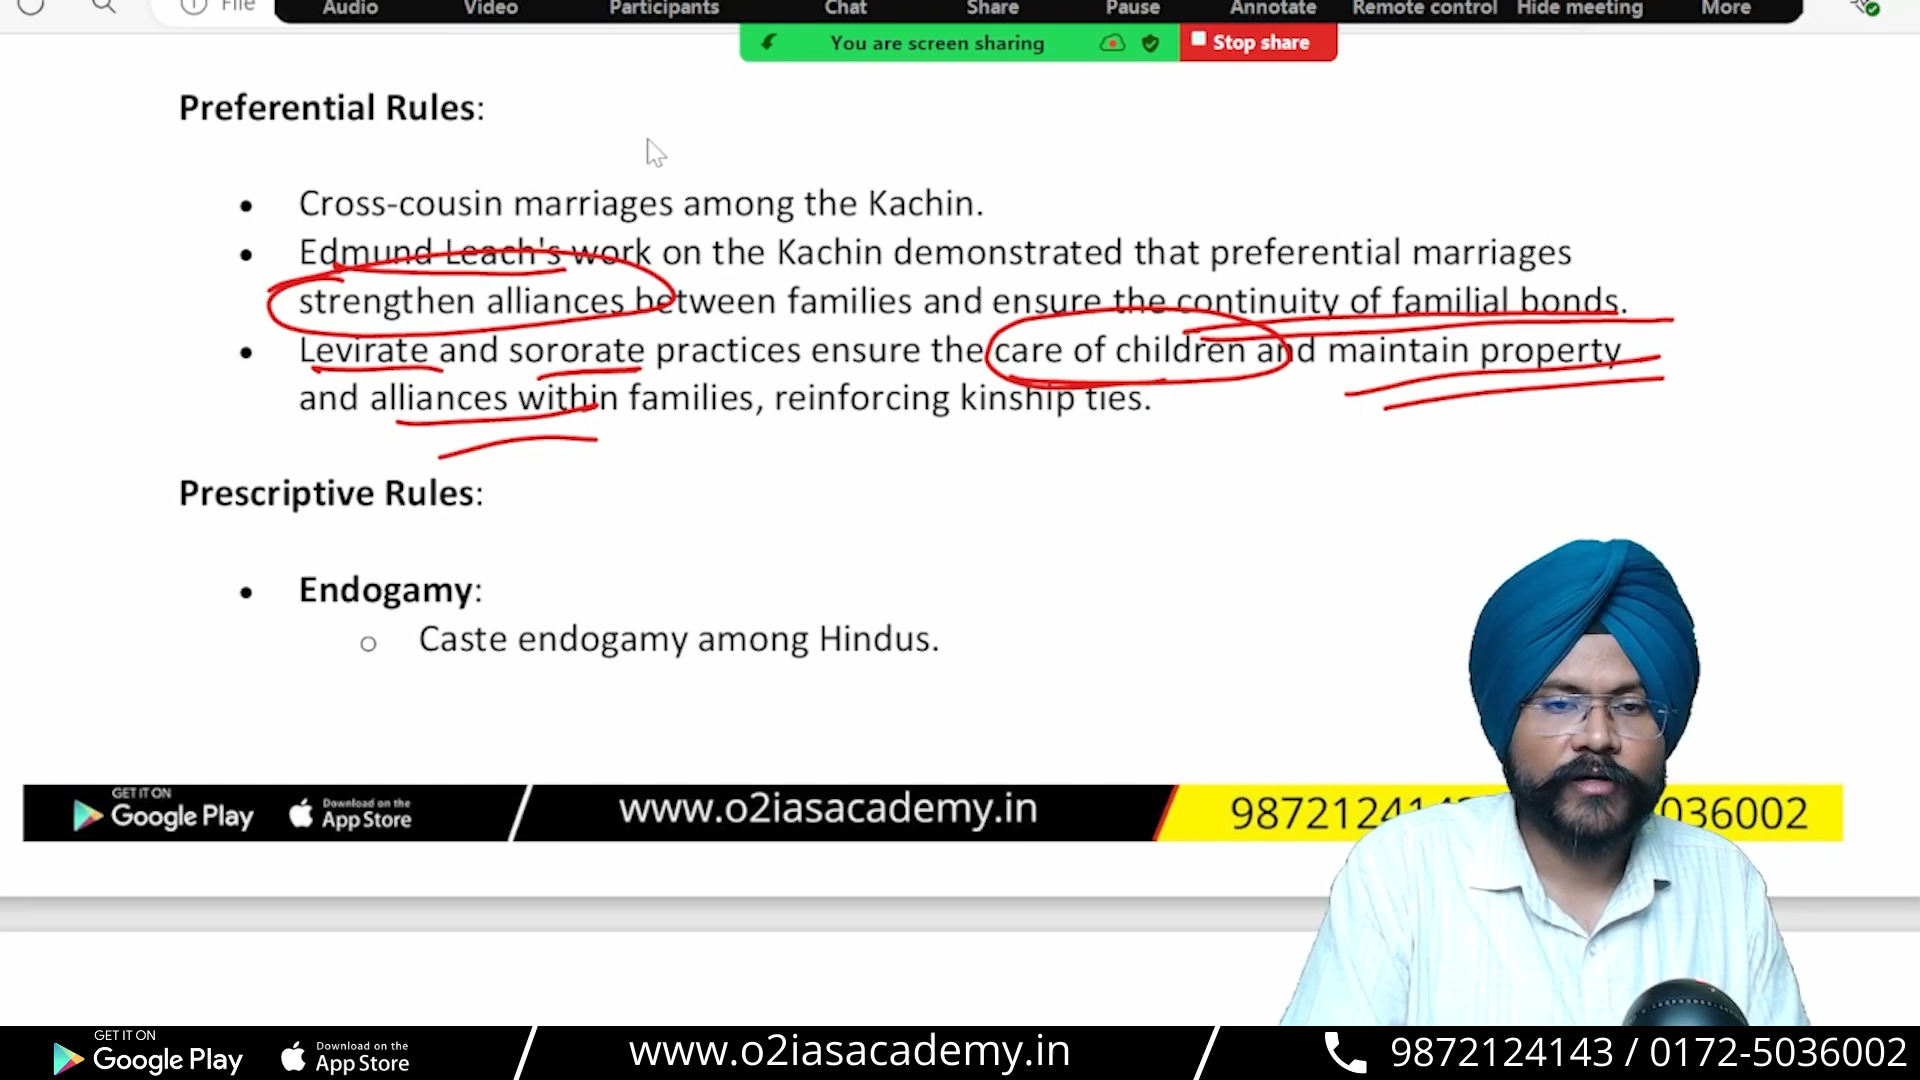 File
Audio Video Participants Chat Share Pause Annotate Remote control Hide meeting More
You are screen sharing Stop share
Preferential Rules:
• Cross-cousin marriages among the Kachin.
• Edmund Leach's work on the Kachin demonstrated that preferential marriages
strengthen alliances between families and ensure the continuity of familial bonds.
• Levirate and sororate practices ensure the care of children and maintain property
and alliances within families, reinforcing kinship ties.
Prescriptive Rules:
• Endogamy:
o Caste endogamy among Hindus.
GET IT ON
Google Play
Download on the
App Store
www.o2iasacademy.in
036002
GET IT ON
Google Play
Download on the
App Store
www.o2iasacademy.in
9872124143 / 0172-5036002